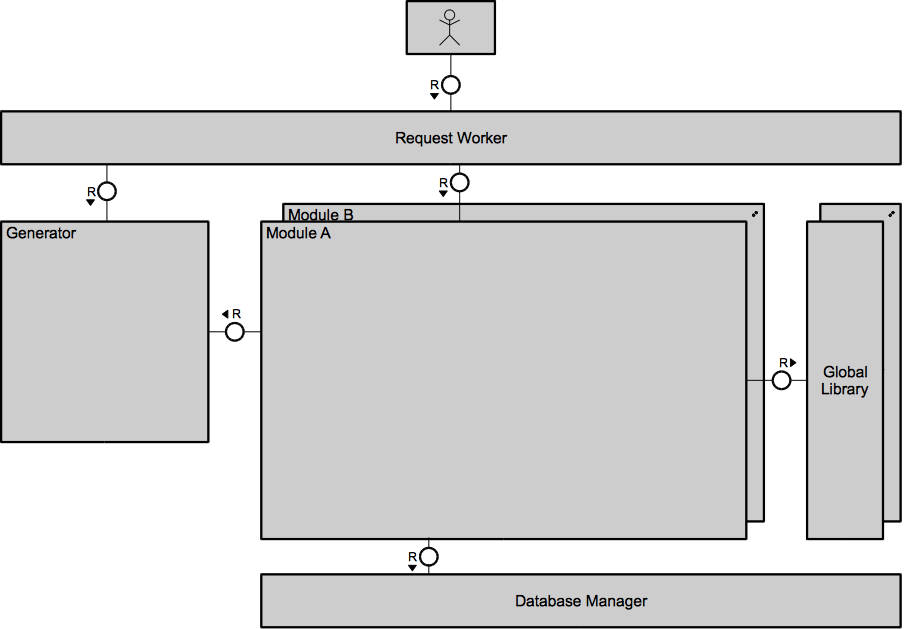 R
Request Worker
R
R
Module B
Module A
Generator
R
R
Global
Library
R
Database Manager